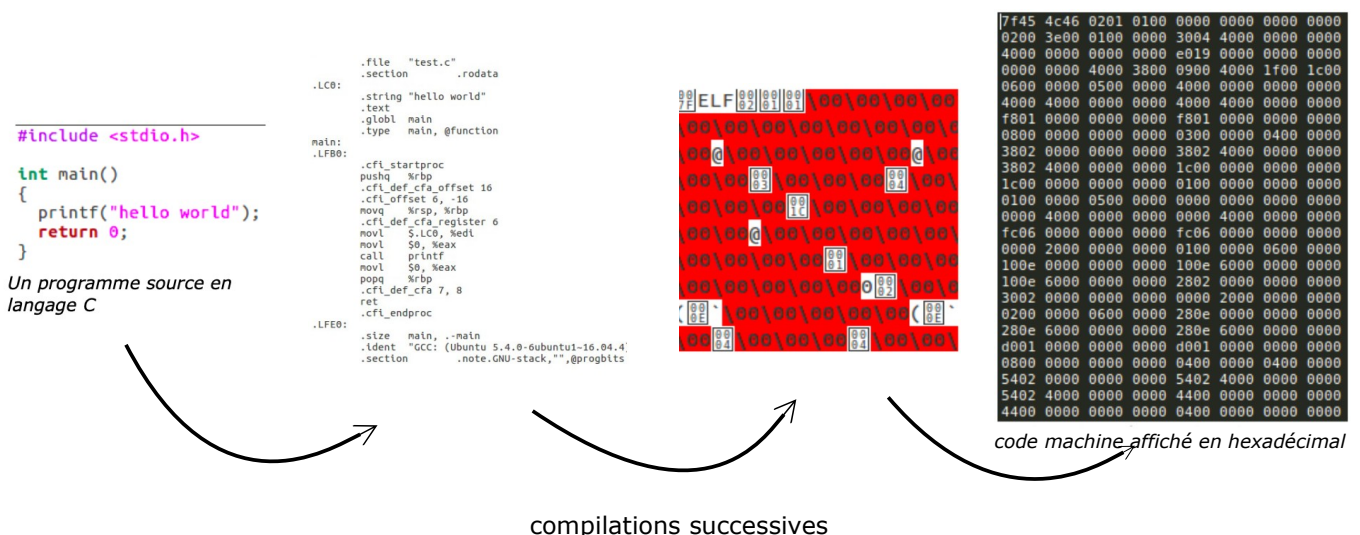 #include <stdio.h>
int main()
{
printf("hello world");
return 0;
}
Un programme source en
langage C
.file "test.c"
.section .rodata
.LC0:
.string "hello world"
.text
.globl main
.type main, @function
main:
.LFB0:
.cfi_startproc
pushq %rbp
.cfi_def_cfa_offset 16
.cfi_offset 6, -16
movq %rsp, %rbp
.cfi_def_cfa_register 6
movl $.LC0, %edi
movl $0, %eax
call printf
movl $0, %eax
popq %rbp
.cfi_def_cfa 7, 8
ret
.cfi_endproc
.LFE0:
.size main, .-main
.ident "GCC: (Ubuntu 5.4.0-6ubuntu1~16.04.4)
.section .note.GNU-stack,"",@progbits
ELF
7f45 4c46 0201 0100 0000 0000 0000 0000
0200 3e00 0100 0000 3004 4000 0000 0000
4000 0000 0000 0000 e019 0000 0000 0000
0000 0000 4000 3800 0900 4000 1f00 1c00
0600 0000 0500 0000 4000 0000 0000 0000
4000 4000 0000 0000 4000 4000 0000 0000
f801 0000 0000 0000 f801 0000 0000 0000
0800 0000 0000 0000 0300 0000 0400 0000
3802 0000 0000 0000 3802 4000 0000 0000
3802 4000 0000 0000 1c00 0000 0000 0000
1c00 0000 0000 0000 0100 0000 0000 0000
0100 0000 0500 0000 0000 0000 0000 0000
0000 4000 0000 0000 0000 4000 0000 0000
fc06 0000 0000 0000 fc06 0000 0000 0000
0000 2000 0000 0000 0100 0000 0600 0000
100e 0000 0000 0000 100e 6000 0000 0000
100e 6000 0000 0000 2802 0000 0000 0000
3002 0000 0000 0000 0000 2000 0000 0000
0200 0000 0600 0000 280e 0000 0000 0000
280e 6000 0000 0000 280e 6000 0000 0000
d001 0000 0000 0000 d001 0000 0000 0000
0800 0000 0000 0000 0400 0000 0400 0000
5402 0000 0000 0000 5402 4000 0000 0000
5402 4000 0000 0000 4400 0000 0000 0000
4400 0000 0000 0000 0400 0000 0000 0000
code machine affiché en hexadécimal
compilations successives